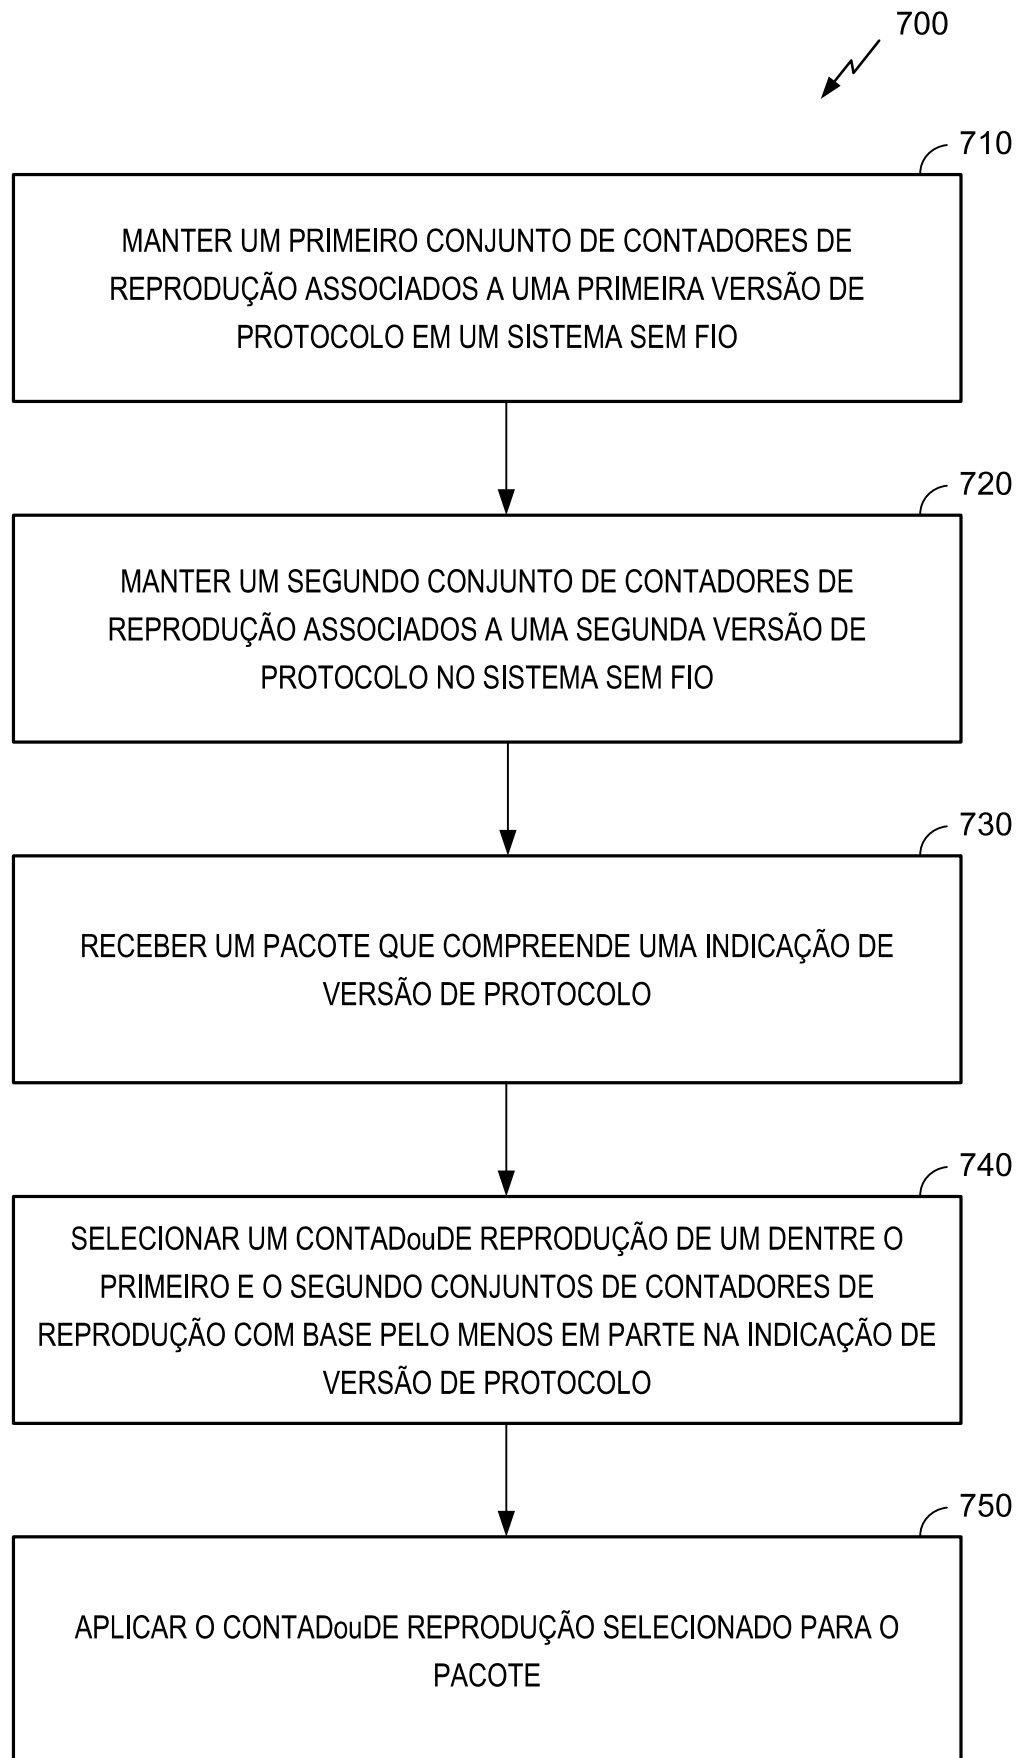 700
710
MANTER UM PRIMEIRO CONJUNTO DE CONTADORES DE
REPRODUÇÃO ASSOCIADOS A UMA PRIMEIRA VERSÃO DE
PROTOCOLO EM UM SISTEMA SEM FIO
720
MANTER UM SEGUNDO CONJUNTO DE CONTADORES DE
REPRODUÇÃO ASSOCIADOS A UMA SEGUNDA VERSÃO DE
PROTOCOLO NO SISTEMA SEM FIO
730
RECEBER UM PACOTE QUE COMPREENDE UMA INDICAÇÃO DE
VERSÃO DE PROTOCOLO
740
SELECIONAR UM CONTADouDE REPRODUÇÃO DE UM DENTRE O
PRIMEIRO E O SEGUNDO CONJUNTOS DE CONTADORES DE
REPRODUÇÃO COM BASE PELO MENOS EM PARTE NA INDICAÇÃO DE
VERSÃO DE PROTOCOLO
750
APLICAR O CONTADouDE REPRODUÇÃO SELECIONADO PARA O
PACOTE